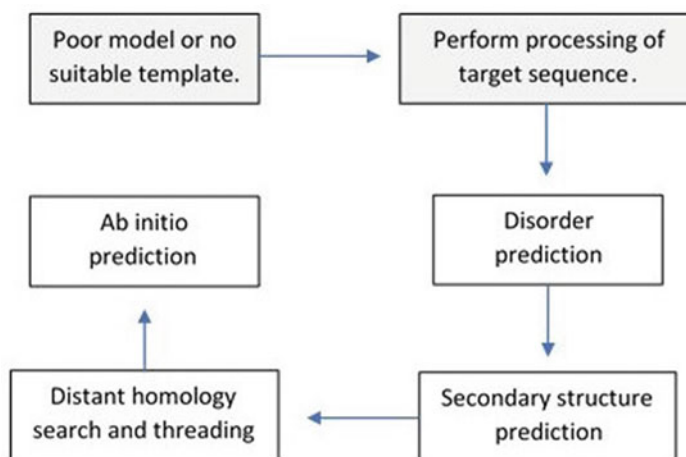 Poor model or no
suitable template.
Perform processing of
target sequence.
Ab initio
prediction
Disorder
prediction
Distant homology
search and threading
Secondary structure
prediction